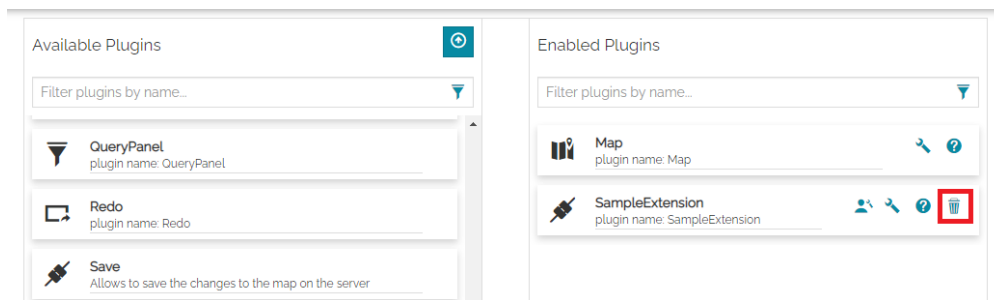 Available Plugins
Filter plugins by name...
QueryPanel
plugin name: QueryPanel
Redo
plugin name: Redo
Save
Allows to save the changes to the map on the server
Enabled Plugins
Filter plugins by name...
Map
plugin name: Map
SampleExtension
plugin name: SampleExtension